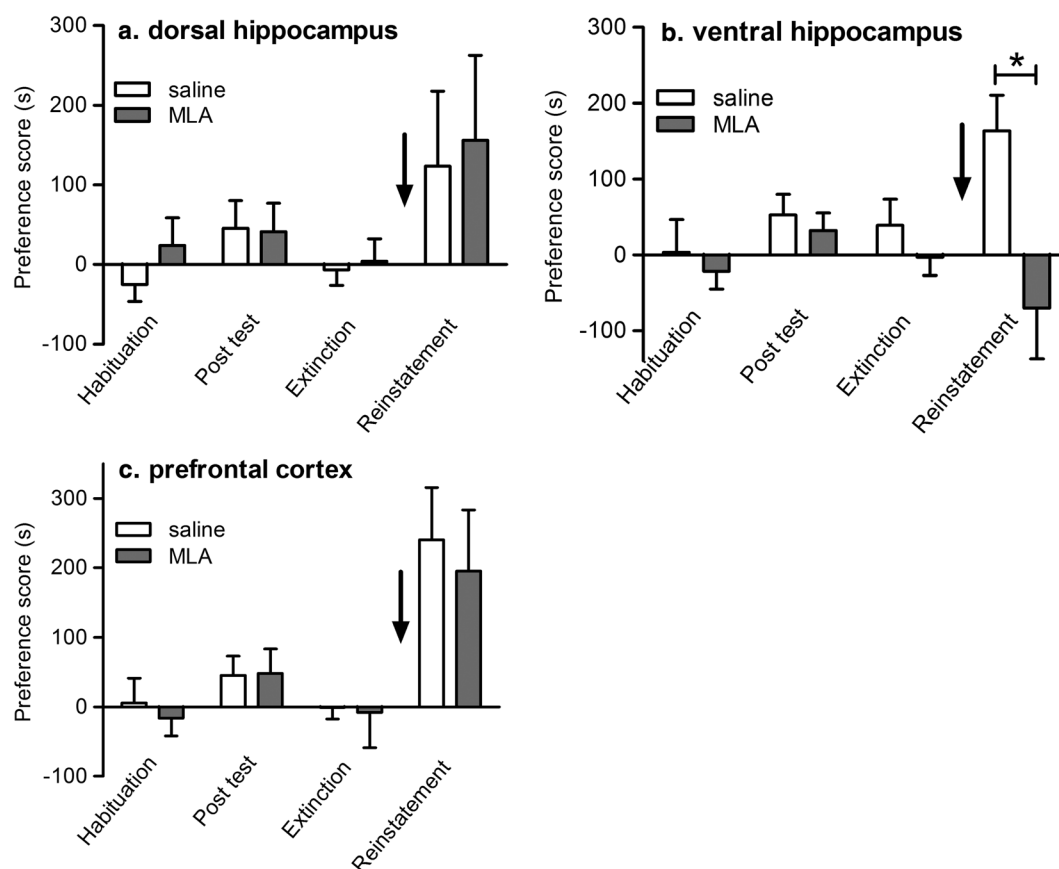 a. dorsal hippocampus
Preference score (s)
300
200
100
0
-100
saline
MLA
Habituation
Post test
Extinction
Reinstatement
b. ventral hippocampus
Preference score (s)
300
200
100
0
-100
saline
MLA
*
Habituation
Post test
Extinction
Reinstatement
c. prefrontal cortex
Preference score (s)
300
200
100
0
-100
saline
MLA
Habituation
Post test
Extinction
Reinstatement